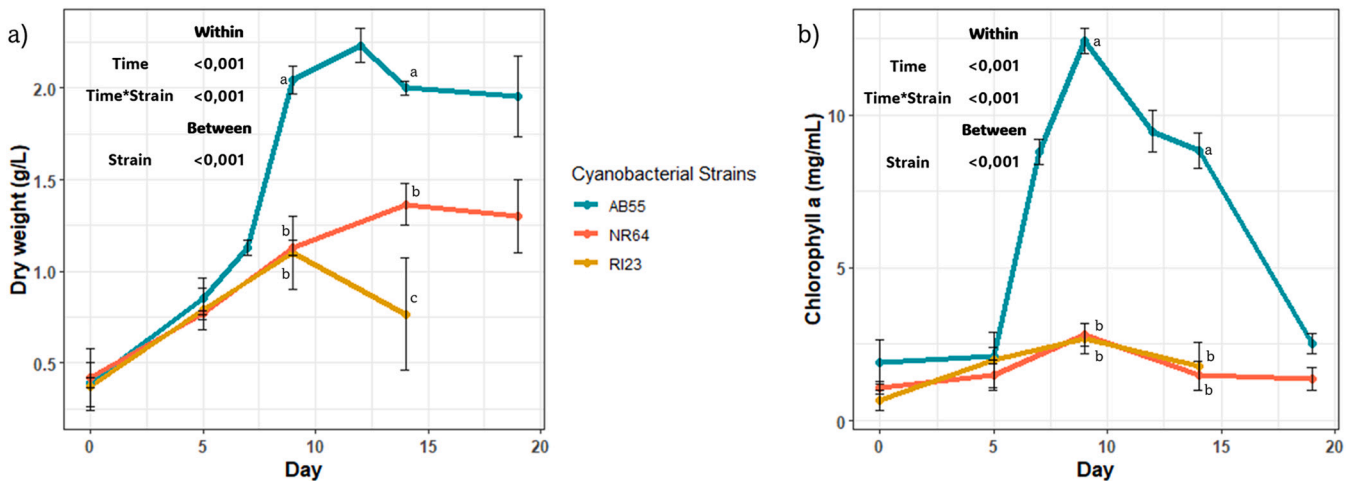 a)
Within
Time <0,001
Time*Strain <0,001
Between
Strain <0,001
Dry weight (g/L)
2.0
1.5
1.0
0.5
a
a
b
b
b
c
0 5 10 15 20
Day
Cyanobacterial Strains
AB55
NR64
RI23
b)
Within
Time <0,001
Time*Strain <0,001
Between
Strain <0,001
Chlorophyll a (mg/mL)
10
5
0
a
a
b
b
b
b
0 5 10 15 20
Day